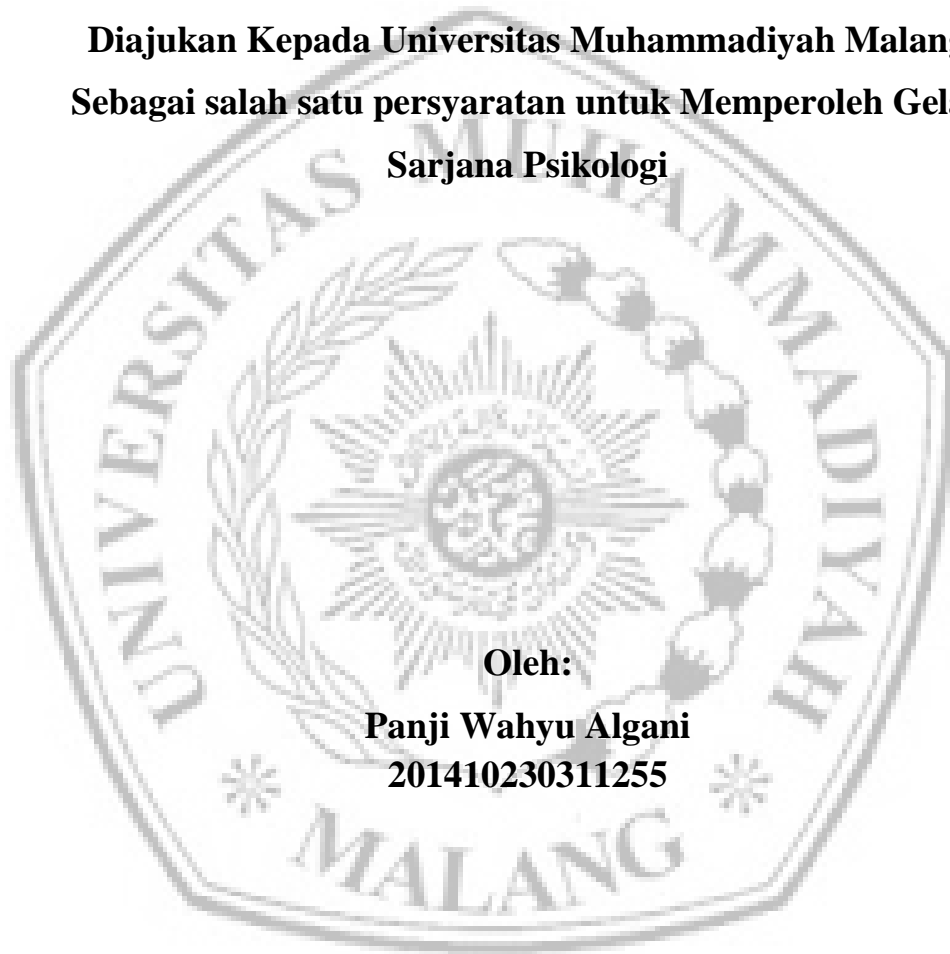 Diajukan Kepada Universitas Muhammadiyah Malang
Sebagai salah satu persyaratan untuk Memperoleh Gel
Sarjana Psikologi
UNIVERSITAS MUHAMMADIYAH
Oleh:
Panji Wahyu Algani
201410230311255
MALANG